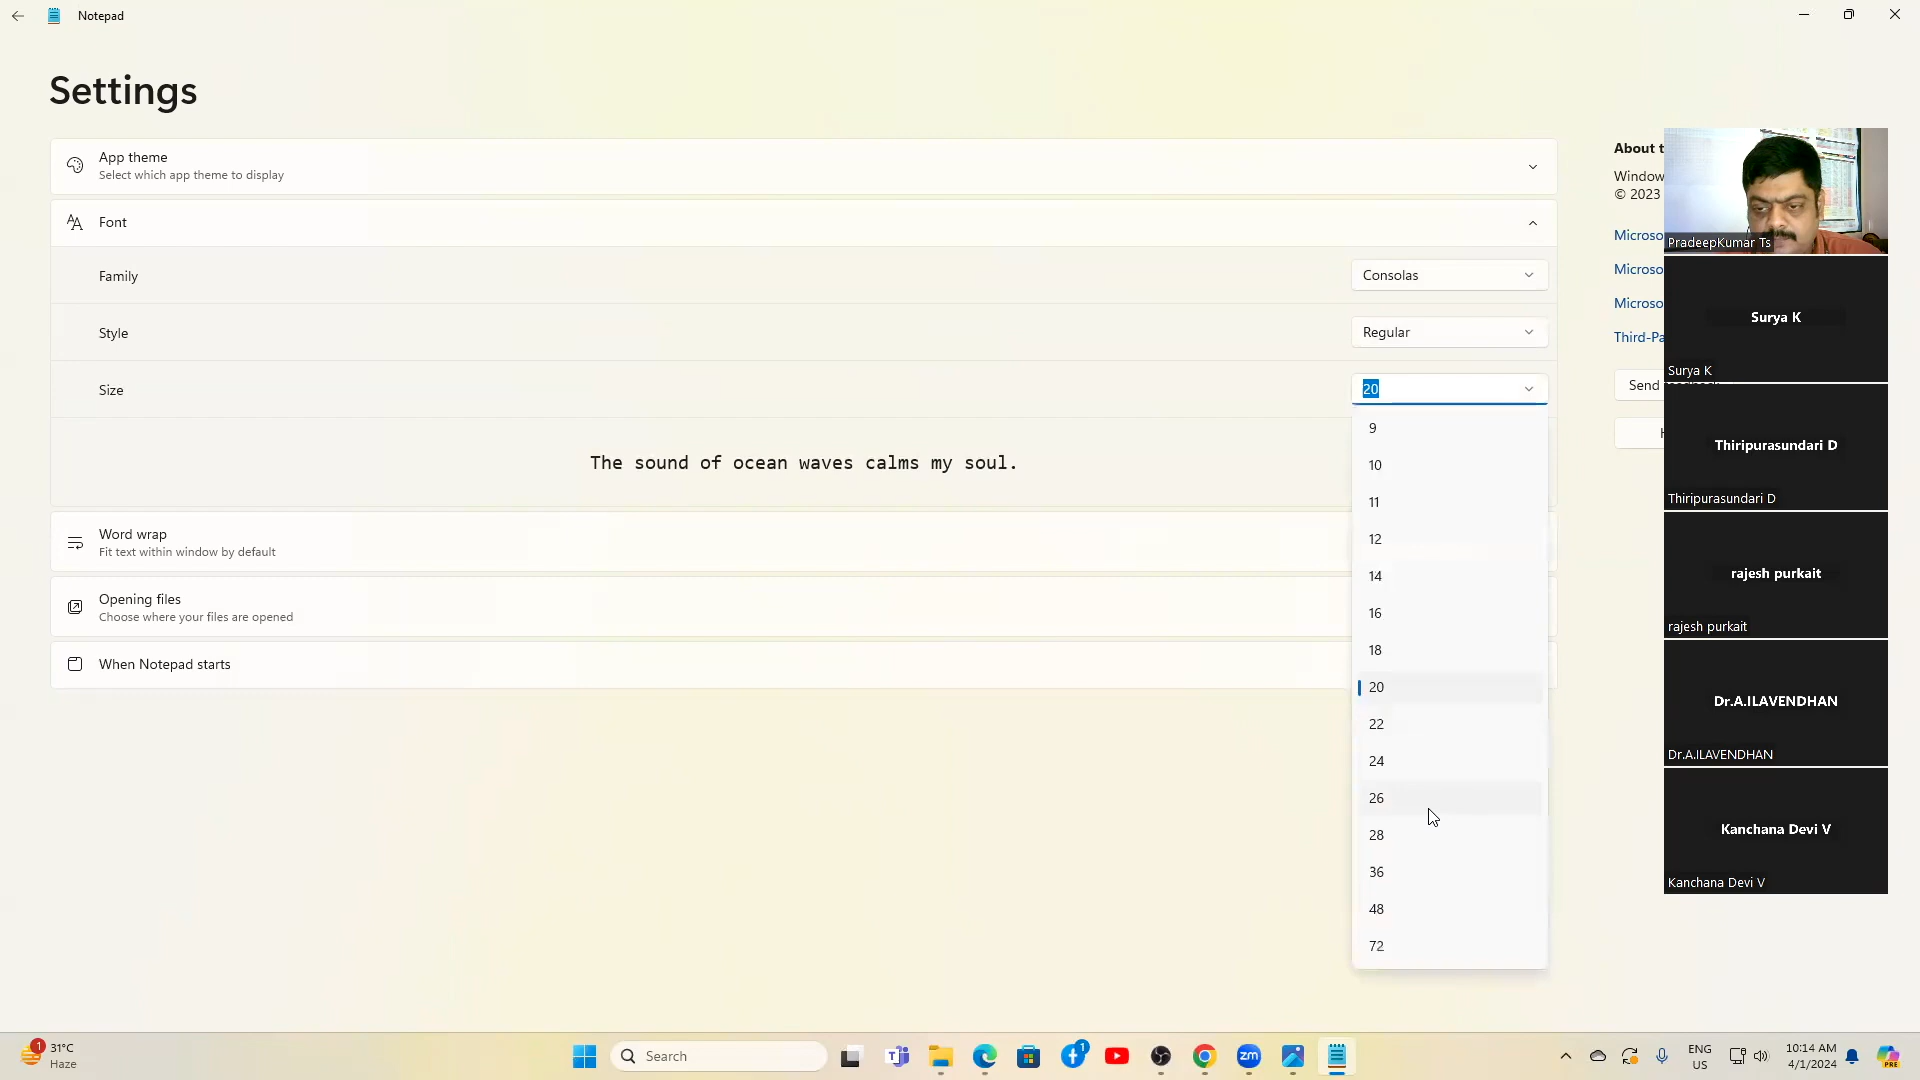 Notepad
Settings
App theme
Select which app theme to display
Font
Family
Consolas
Style
Regular
Size
20
9
10
11
12
14
16
18
20
22
24
26
28
36
48
72
The sound of ocean waves calms my soul.
Word wrap
Fit text within window by default
Opening files
Choose where your files are opened
When Notepad starts
About t
Window
© 2023
Microso
Microso
Microso
Third-Pa
Send
PradeepKumar Ts
Surya K
Surya K
Thiripurasundari D
Thiripurasundari D
rajesh purkait
rajesh purkait
Dr.A.ILAVENDHAN
Dr.A.ILAVENDHAN
Kanchana Devi V
Kanchana Devi V
1
31°C
Haze
Search
1
zm
ENG
US
10:14 AM
4/1/2024
PRE